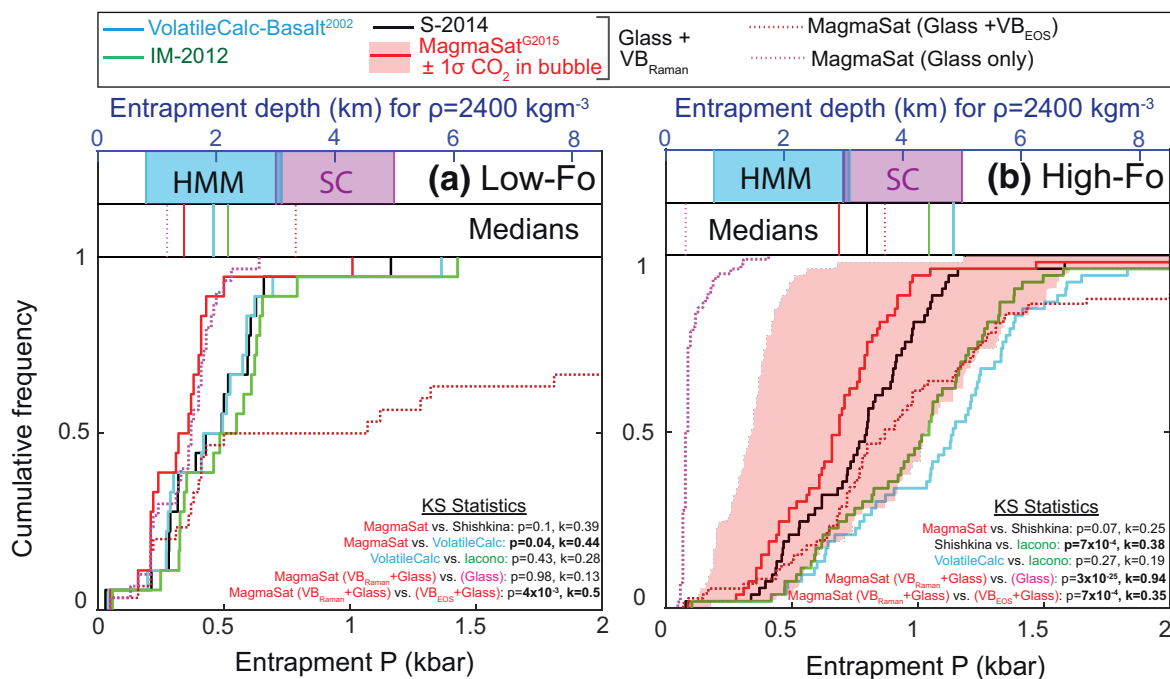 VolatileCalc-Basalt²⁰⁰²
IM-2012
S-2014
MagmaSatᴳ²⁰¹⁵
± 1σ CO₂ in bubble
Glass +
VB_Raman
MagmaSat (Glass +VB_EOS)
MagmaSat (Glass only)
Entrapment depth (km) for ρ=2400 kgm⁻³
0 2 4 6 8
HMM SC (a) Low-Fo
Medians
1
0.5
0
Cumulative frequency
KS Statistics
MagmaSat vs. Shishkina: p=0.1, k=0.39
MagmaSat vs. VolatileCalc: p=0.04, k=0.44
VolatileCalc vs. Iacono: p=0.43, k=0.28
MagmaSat (VB_Raman+Glass) vs. (Glass): p=0.98, k=0.13
MagmaSat (VB_Raman+Glass) vs. (VB_EOS+Glass): p=4x10⁻³, k=0.5
0 0.5 1 1.5 2
Entrapment P (kbar)
Entrapment depth (km) for ρ=2400 kgm⁻³
0 2 4 6 8
HMM SC (b) High-Fo
Medians
1
0.5
0
KS Statistics
MagmaSat vs. Shishkina: p=0.07, k=0.25
Shishkina vs. Iacono: p=7x10⁻⁴, k=0.38
VolatileCalc vs. Iacono: p=0.27, k=0.19
MagmaSat (VB_Raman+Glass) vs. (Glass): p=3x10⁻²⁵, k=0.94
MagmaSat (VB_Raman+Glass) vs. (VB_EOS+Glass): p=7x10⁻⁴, k=0.35
0 0.5 1 1.5 2
Entrapment P (kbar)